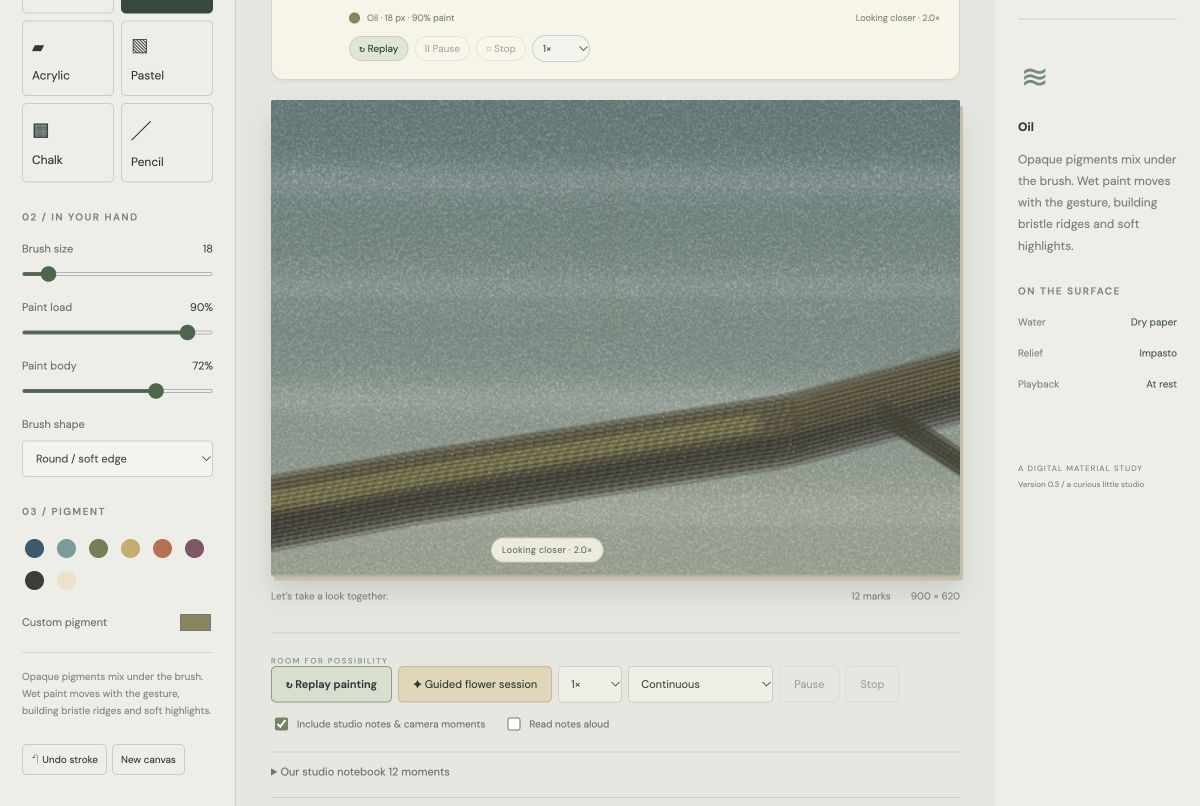 Acrylic
Pastel
Chalk
Pencil
02 / IN YOUR HAND
Brush size 18
Paint load 90%
Paint body 72%
Brush shape
Round / soft edge
03 / PIGMENT
Custom pigment
Opaque pigments mix under the brush.
Wet paint moves with the gesture,
building bristle ridges and soft highlights.
Undo stroke
New canvas
Oil · 18 px · 90% paint
Looking closer · 2.0×
↻ Replay
II Pause
▫ Stop
1×
Looking closer · 2.0×
Let's take a look together.
12 marks 900 × 620
ROOM FOR POSSIBILITY
↻ Replay painting
✦ Guided flower session
1×
Continuous
Pause
Stop
Include studio notes & camera moments
Read notes aloud
▶ Our studio notebook 12 moments
Oil
Opaque pigments mix under
the brush. Wet paint moves
with the gesture, building
bristle ridges and soft
highlights.
ON THE SURFACE
Water Dry paper
Relief Impasto
Playback At rest
A DIGITAL MATERIAL STUDY
Version 0.3 / a curious little studio